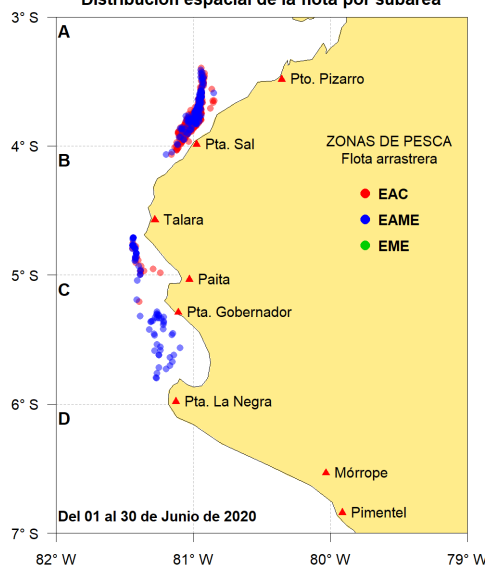 Distribución espacial de la flota por subárea
3° S
A
Pto. Pizarro
ZONAS DE PESCA
Flota arrastrera
4° S
Pta. Sal
B
EAC
Talara
EAME
EME
5° S
Paita
C
Pta. Gobernador
6° S
Pta. La Negra
D
Mórrope
Del 01 al 30 de Junio de 2020
Pimentel
7° S
82° W
81° W
80° W
79° W